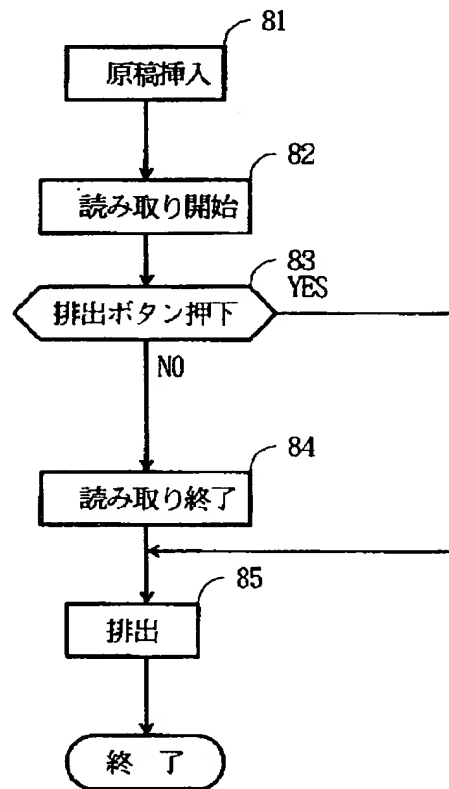 81
原稿挿入
82
読み取り開始
83
YES
排出ボタン押下
NO
84
読み取り終了
85
排出
終 了